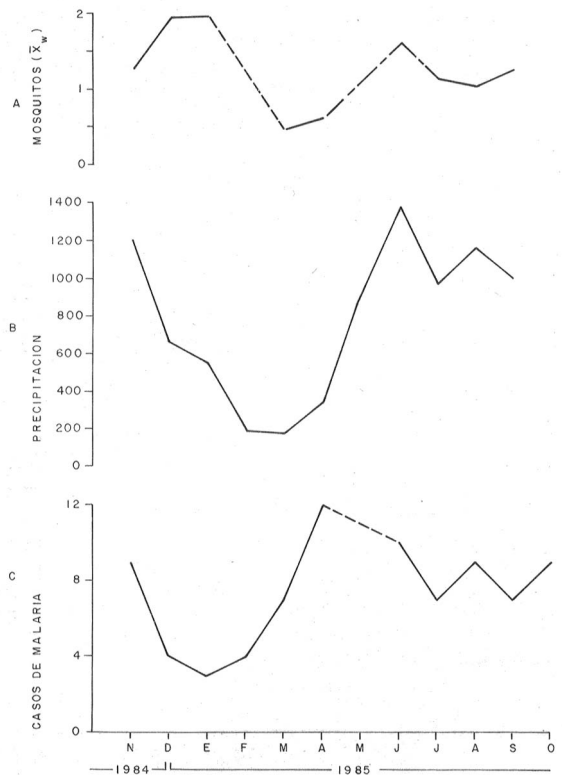 A
MOSQUITOS (X̄w)
2
1
0
B
PRECIPITACION
1400
1200
1000
800
600
400
200
0
C
CASOS DE MALARIA
12
8
4
0
N D E F M A M J J A S O
1984 1985